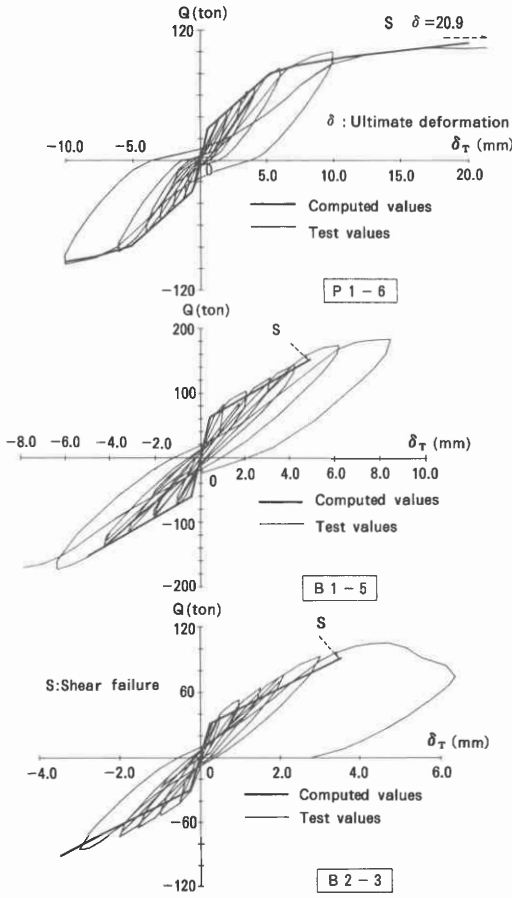 Q(ton)
120
S δ=20.9
δ : Ultimate deformation
-10.0 -5.0 0 5.0 10.0 15.0 20.0
δT (mm)
Computed values
Test values
-120
P 1 - 6
Q(ton)
200
S
100
-8.0 -6.0 -4.0 -2.0 0 2.0 4.0 6.0 8.0 10.0
δT (mm)
Computed values
Test values
-100
-200
B 1 - 5
Q(ton)
120
S
S:Shear failure
60
δT (mm)
-4.0 -2.0 0 2.0 4.0 6.0
Computed values
Test values
-60
-120
B 2 - 3